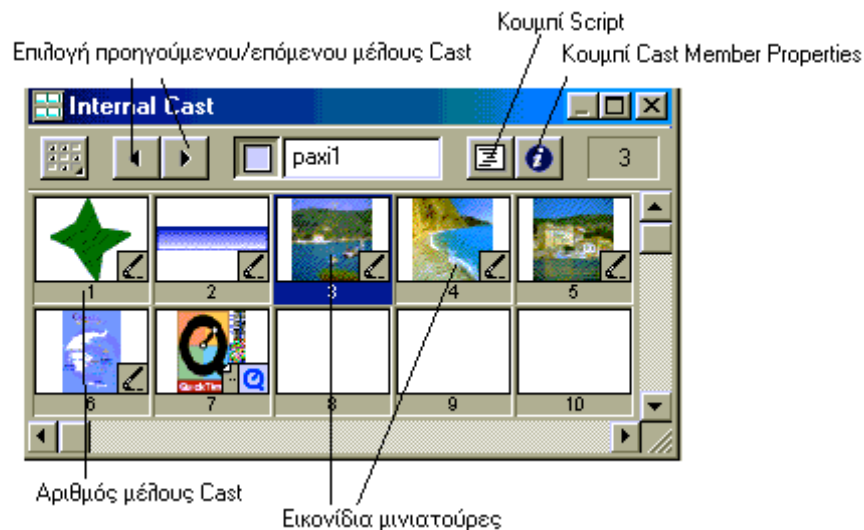 Κουμπί Script
Επιλογή προηγούμενου/επόμενου μέλους Cast
Κουμπί Cast Member Properties
Internal Cast
paxi1
3
1 2 3 4 5
QuickTim
6 7 8 9 10
Αριθμός μέλους Cast
Εικονίδια μινιατούρες